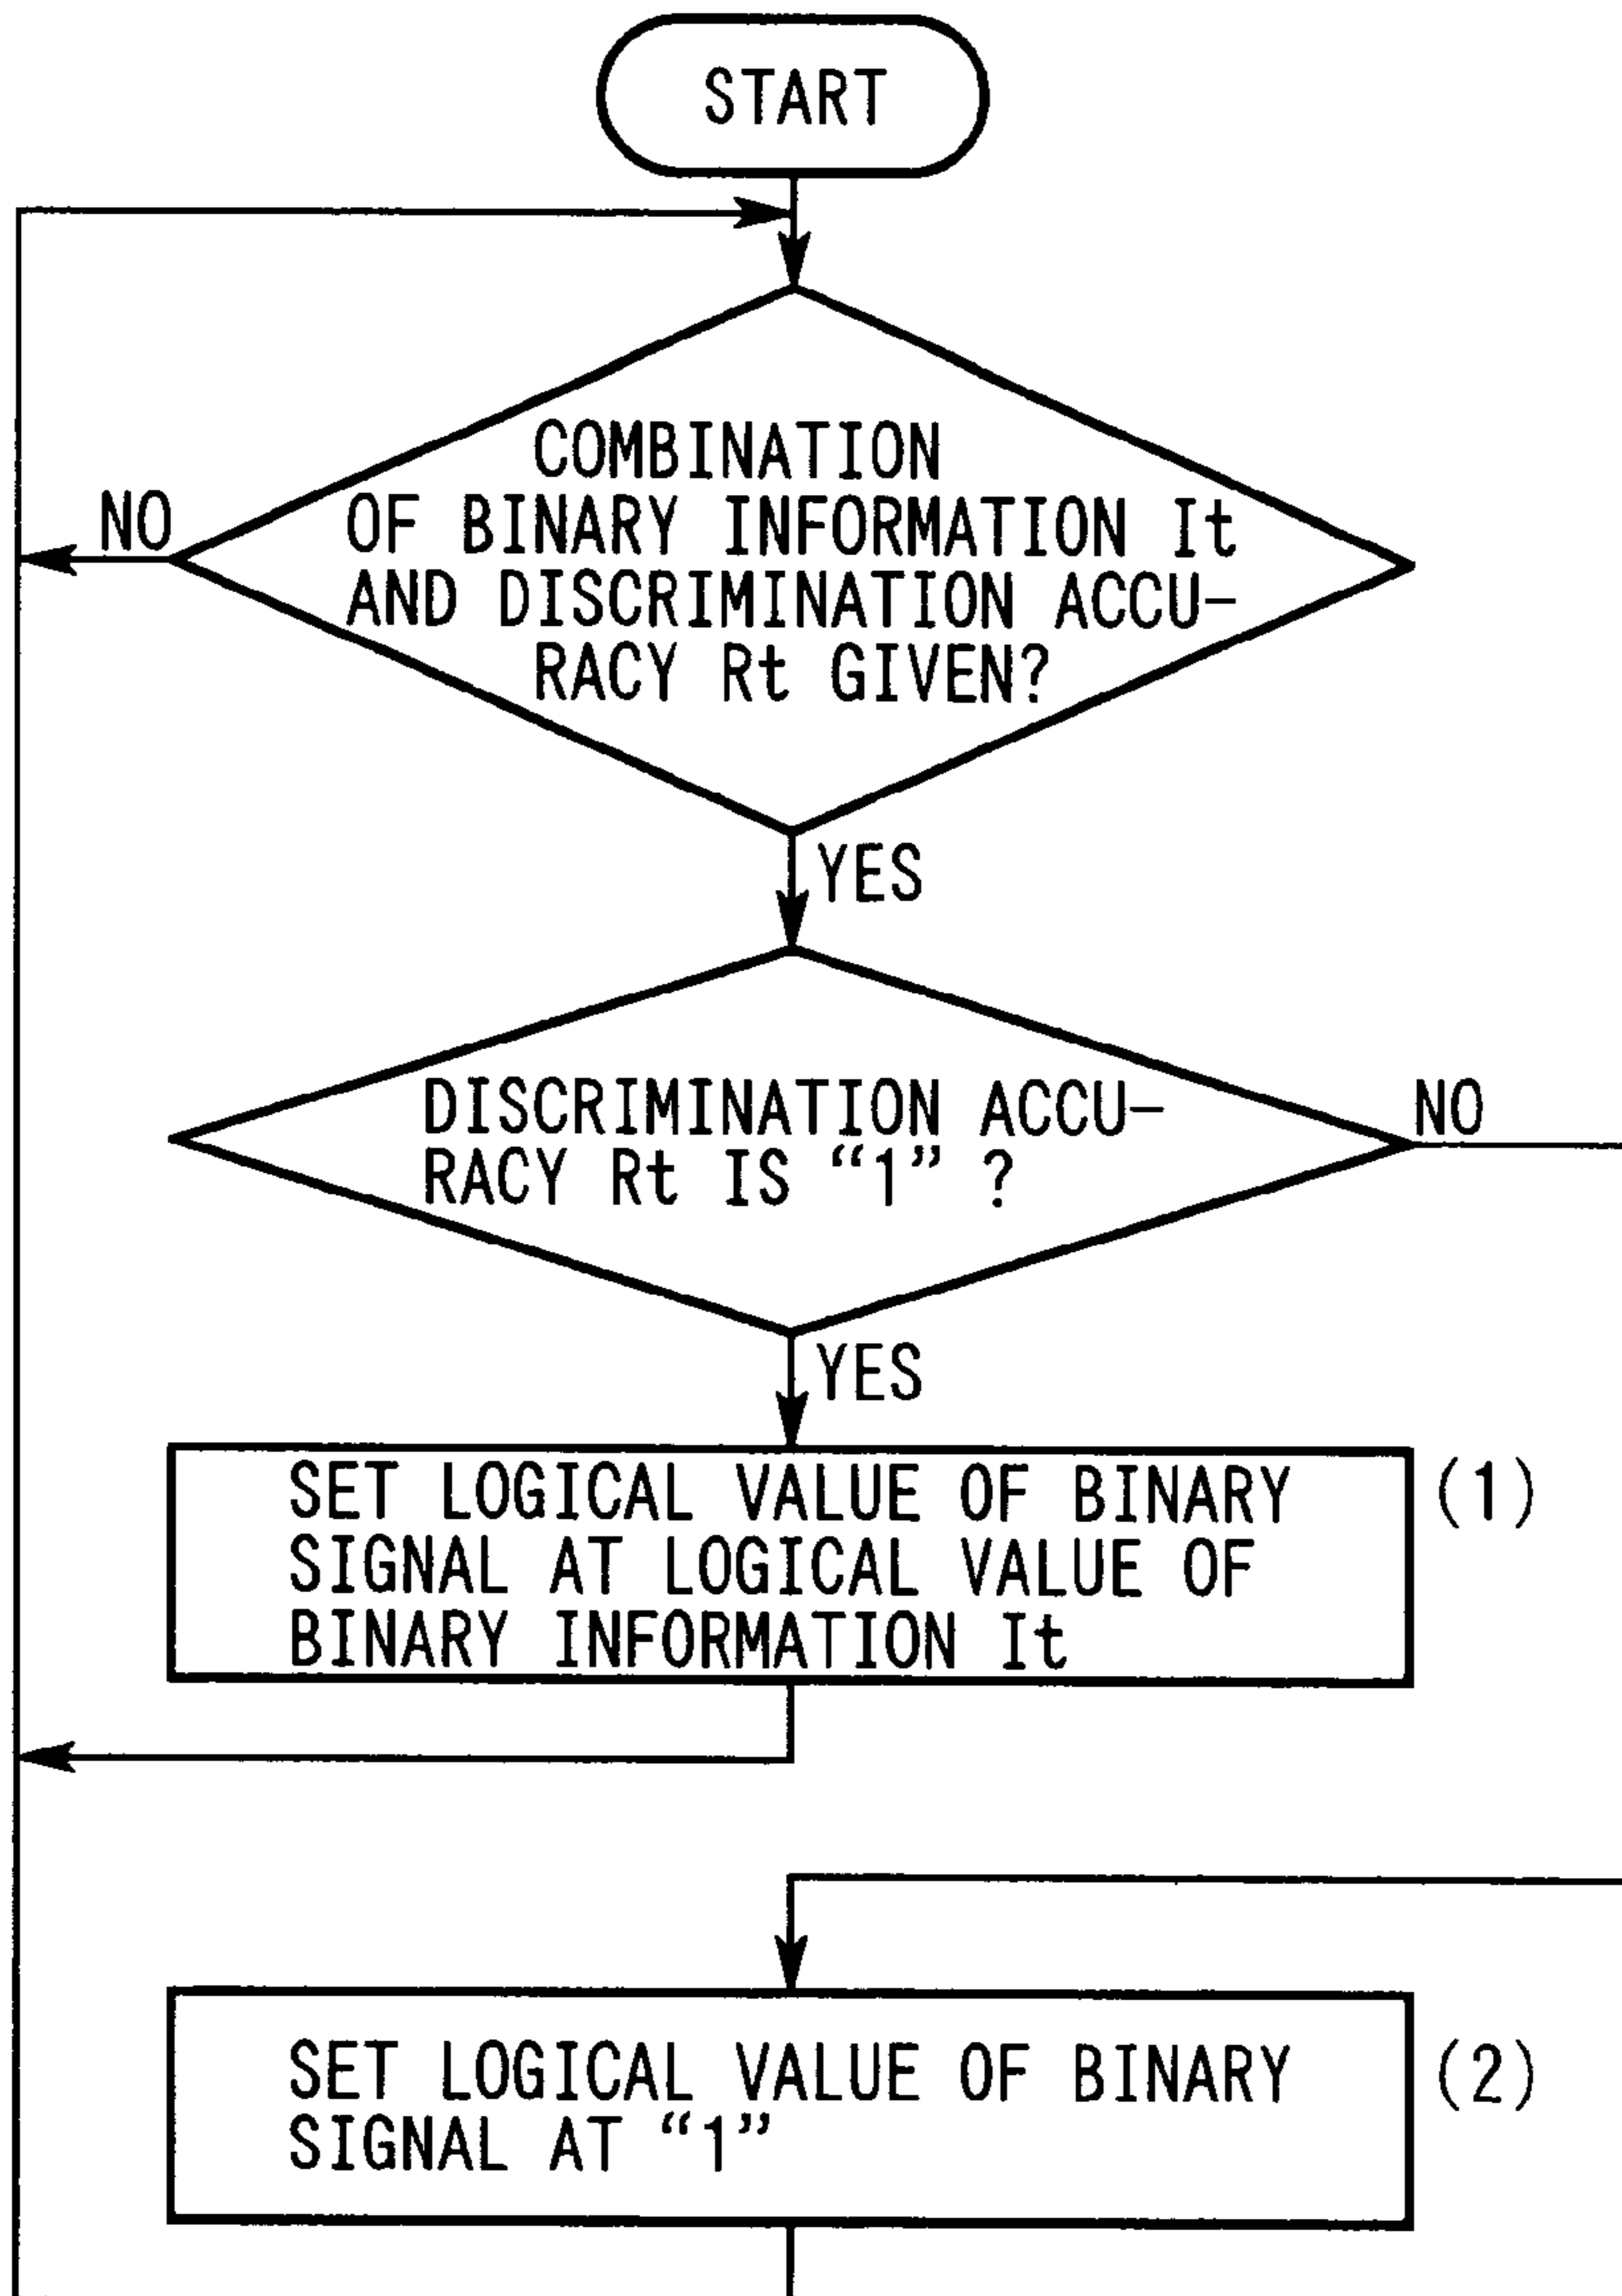 START
COMBINATION
NO
OF BINARY INFORMATION It
AND DISCRIMINATION ACCU-
RACY Rt GIVEN?
YES
DISCRIMINATION ACCU-
NO
RACY Rt IS “1” ?
YES
SET LOGICAL VALUE OF BINARY
(1)
SIGNAL AT LOGICAL VALUE OF
BINARY INFORMATION It
SET LOGICAL VALUE OF BINARY
(2)
SIGNAL AT “1”